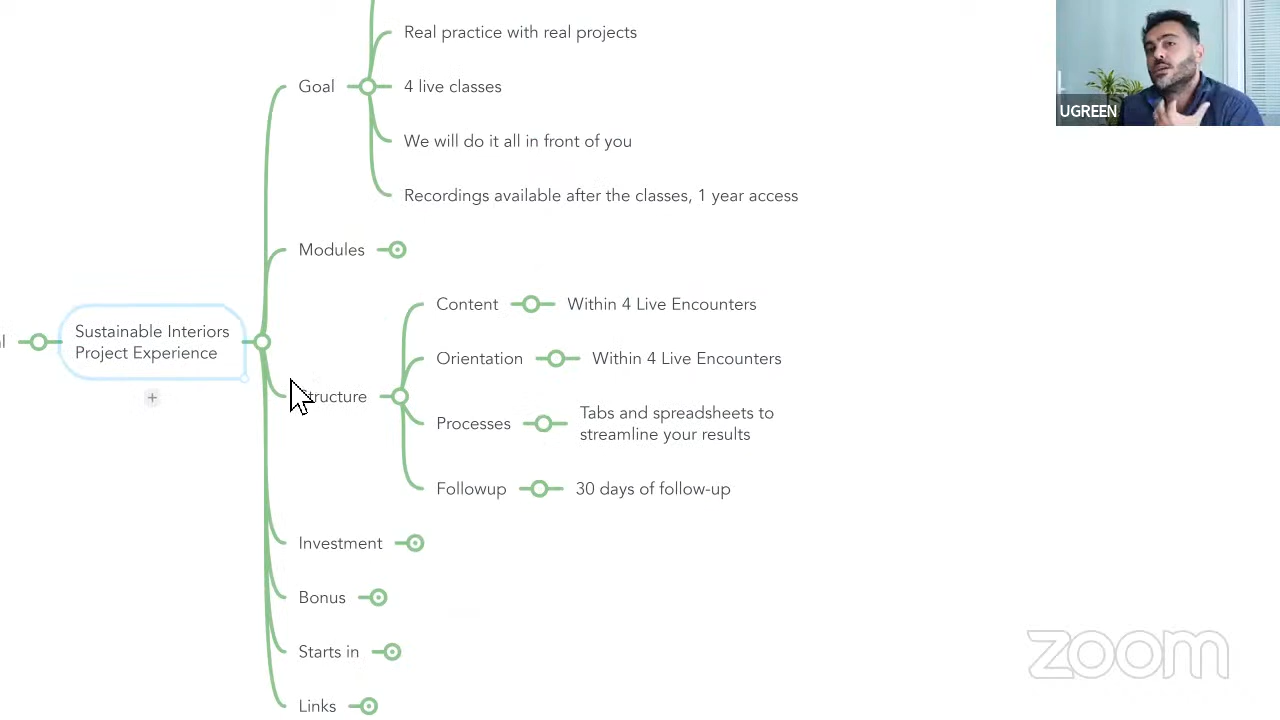 Real practice with real projects
Goal
4 live classes
UGREEN
We will do it all in front of you
Recordings available after the classes, 1 year access
Modules
Content
Within 4 Live Encounters
Sustainable Interiors
Project Experience
Orientation
Within 4 Live Encounters
Structure
Processes
Tabs and spreadsheets to
streamline your results
Followup
30 days of follow-up
Investment
Bonus
Starts in
Links
zoom